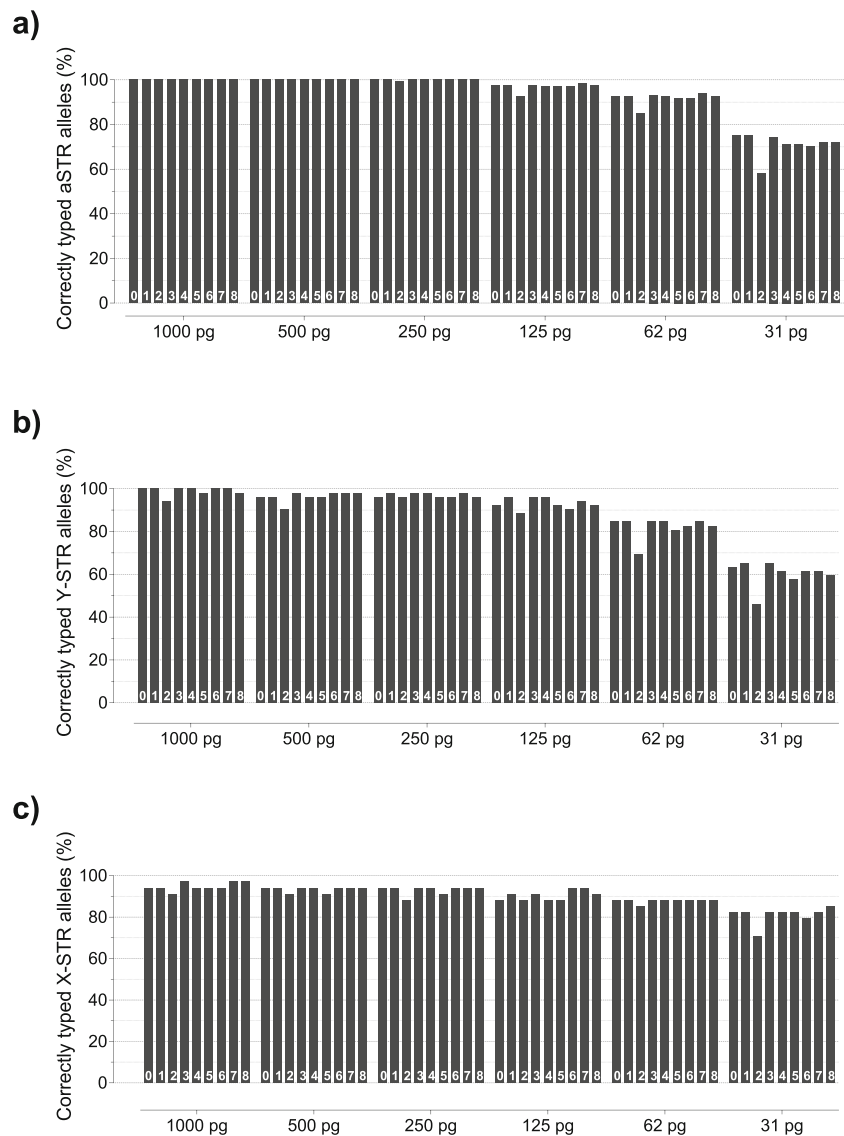 a)
Correctly typed aSTR alleles (%)
100
80
60
40
20
0
0 1 2 3 4 5 6 7 8 0 1 2 3 4 5 6 7 8 0 1 2 3 4 5 6 7 8 0 1 2 3 4 5 6 7 8 0 1 2 3 4 5 6 7 8 0 1 2 3 4 5 6 7 8
1000 pg 500 pg 250 pg 125 pg 62 pg 31 pg
b)
Correctly typed Y-STR alleles (%)
100
80
60
40
20
0
0 1 2 3 4 5 6 7 8 0 1 2 3 4 5 6 7 8 0 1 2 3 4 5 6 7 8 0 1 2 3 4 5 6 7 8 0 1 2 3 4 5 6 7 8 0 1 2 3 4 5 6 7 8
1000 pg 500 pg 250 pg 125 pg 62 pg 31 pg
c)
Correctly typed X-STR alleles (%)
100
80
60
40
20
0
0 1 2 3 4 5 6 7 8 0 1 2 3 4 5 6 7 8 0 1 2 3 4 5 6 7 8 0 1 2 3 4 5 6 7 8 0 1 2 3 4 5 6 7 8 0 1 2 3 4 5 6 7 8
1000 pg 500 pg 250 pg 125 pg 62 pg 31 pg